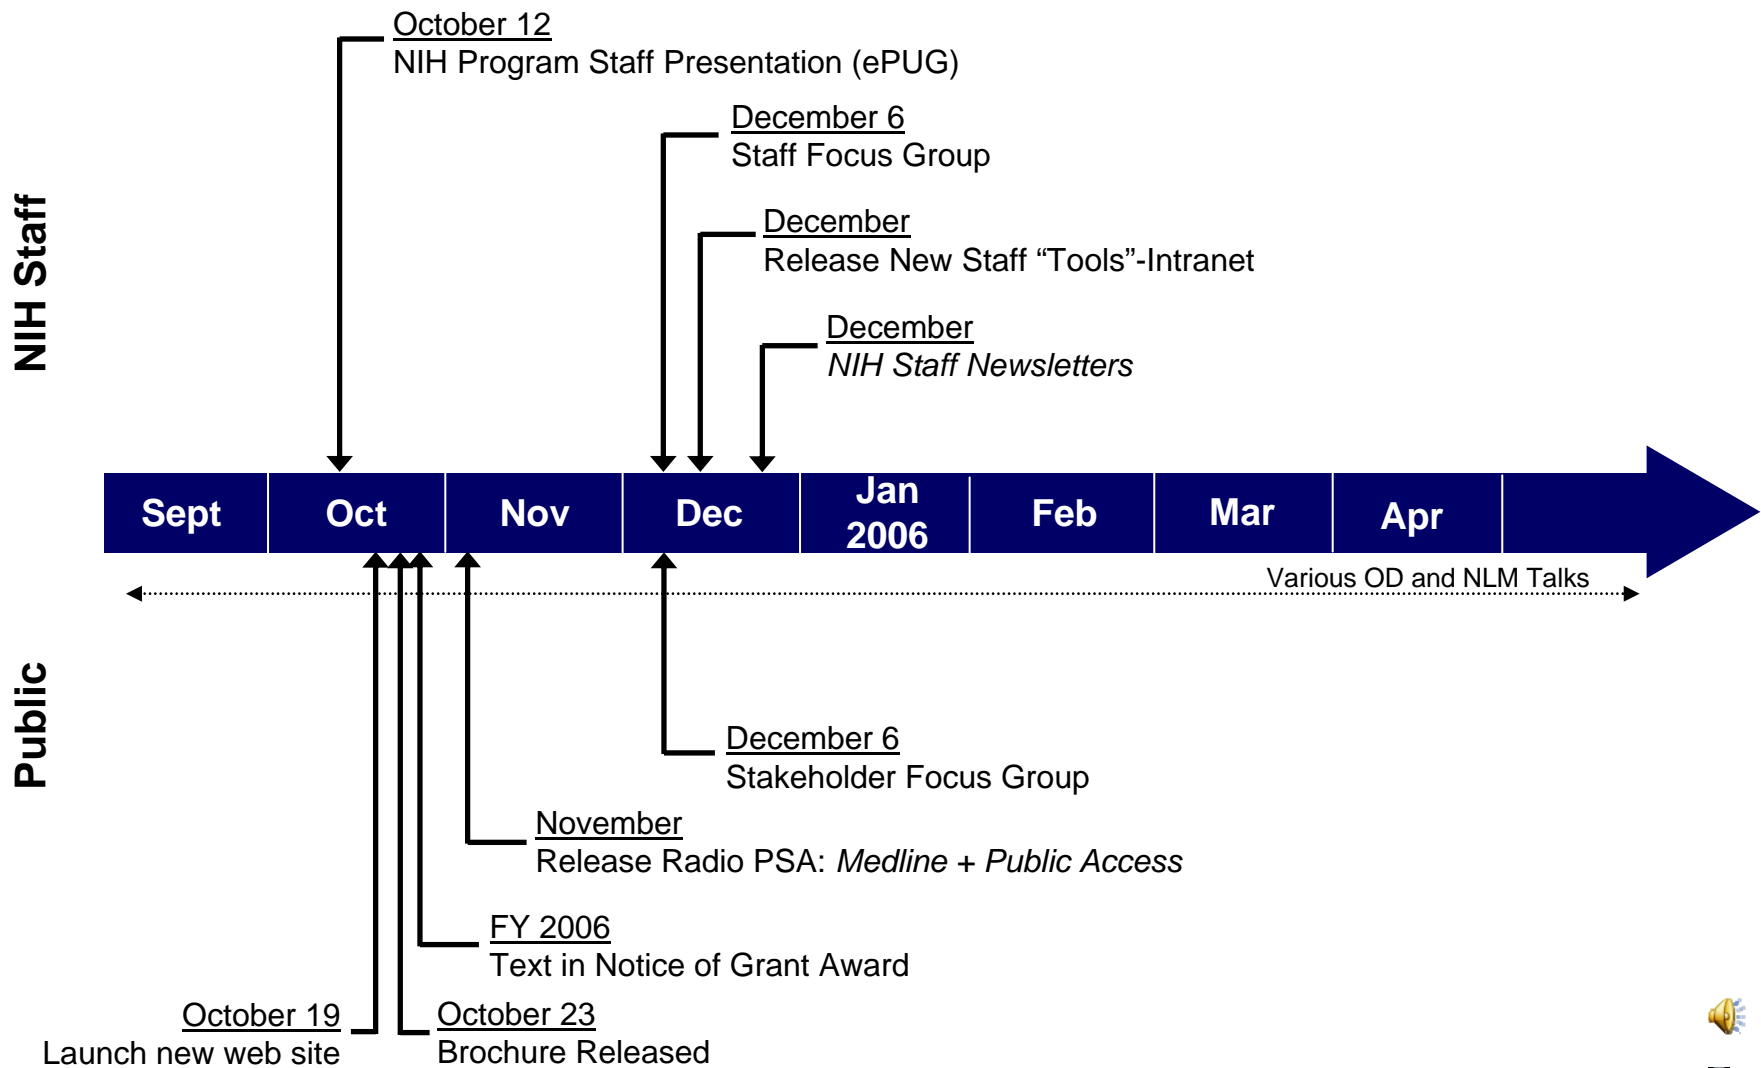 October 12
NIH Program Staff Presentation (ePUG)
December 6
Staff Focus Group
December
Release New Staff “Tools”-Intranet
December
NIH Staff Newsletters
NIH Staff
Sept
Oct
Nov
Dec
Jan
2006
Feb
Mar
Apr
Various OD and NLM Talks
Public
December 6
Stakeholder Focus Group
November
Release Radio PSA: Medline + Public Access
FY 2006
Text in Notice of Grant Award
October 19
Launch new web site
October 23
Brochure Released